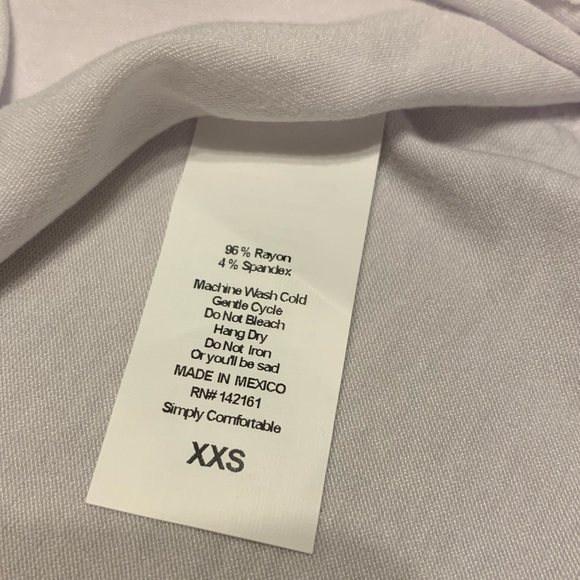 96 % Rayon
4 % Spandex
Machine Wash Cold
Gentle Cycle
Do Not Bleach
Hang Dry
Do Not Iron
Or you'll be sad
MADE IN MEXICO
RN# 142161
Simply Comfortable
XXS